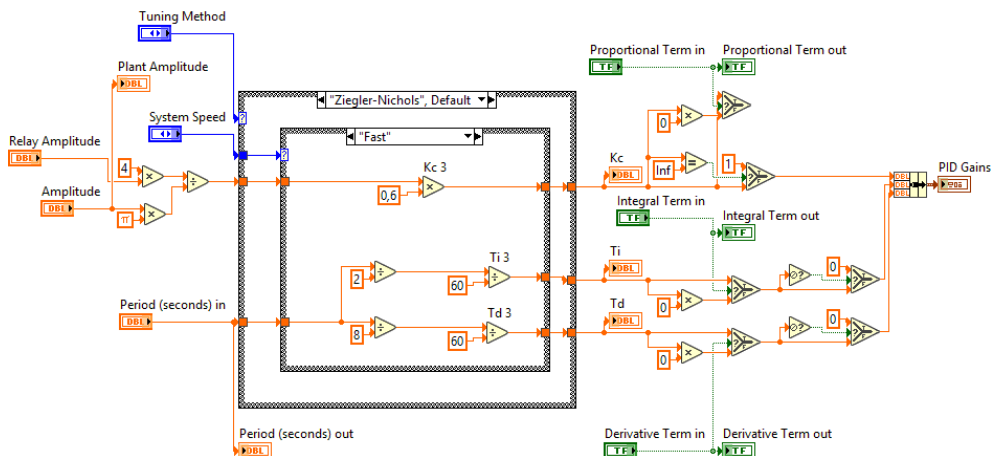 Tuning Method
Plant Amplitude
DBL
System Speed
Relay Amplitude
DBL
4
Amplitude
DBL
π
"Ziegler-Nichols", Default
?
"Fast"
?
Kc 3
0,6
Ti 3
2
60
Td 3
8
60
Period (seconds) in
DBL
Period (seconds) out
DBL
Proportional Term in
TF
Proportional Term out
TF
0
? T F
Kc
DBL
Inf
=
1
? T F
Integral Term in
TF
Integral Term out
TF
Ti
DBL
0
? T F
?
0
? T F
Td
DBL
0
? T F
?
0
? T F
DBL
DBL
DBL
PID Gains
Derivative Term in
TF
Derivative Term out
TF